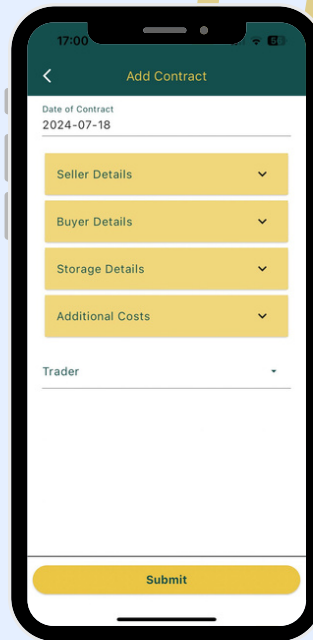 17:00
Add Contract
Date of Contract
2024-07-18
Seller Details
Buyer Details
Storage Details
Additional Costs
Trader
Submit